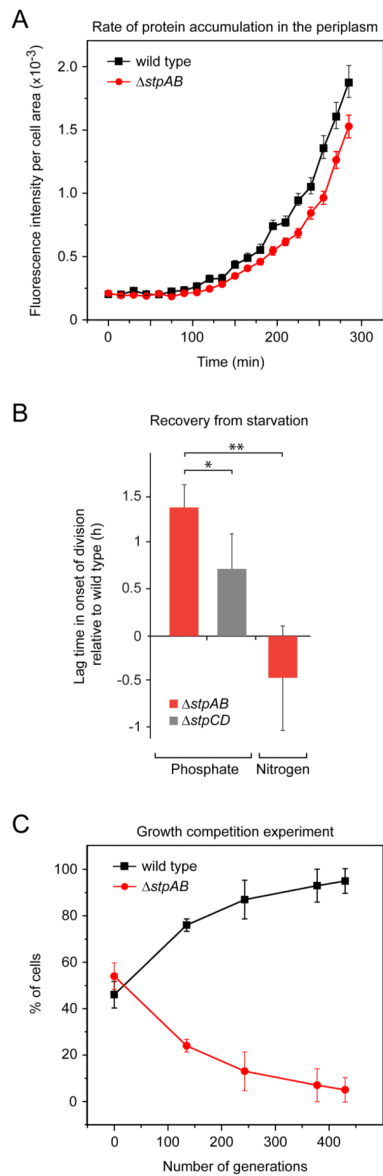 A
Rate of protein accumulation in the periplasm
wild type
ΔstpAB
Fluorescence intensity per cell area (x10-3)
2.0
1.5
1.0
0.5
0
0
100
200
300
Time (min)
B
Recovery from starvation
**
*
Lag time in onset of division
relative to wild type (h)
1.5
1
0.5
0
-0.5
-1
ΔstpAB
ΔstpCD
Phosphate
Nitrogen
C
Growth competition experiment
wild type
ΔstpAB
% of cells
100
80
60
40
20
0
0
100
200
300
400
Number of generations